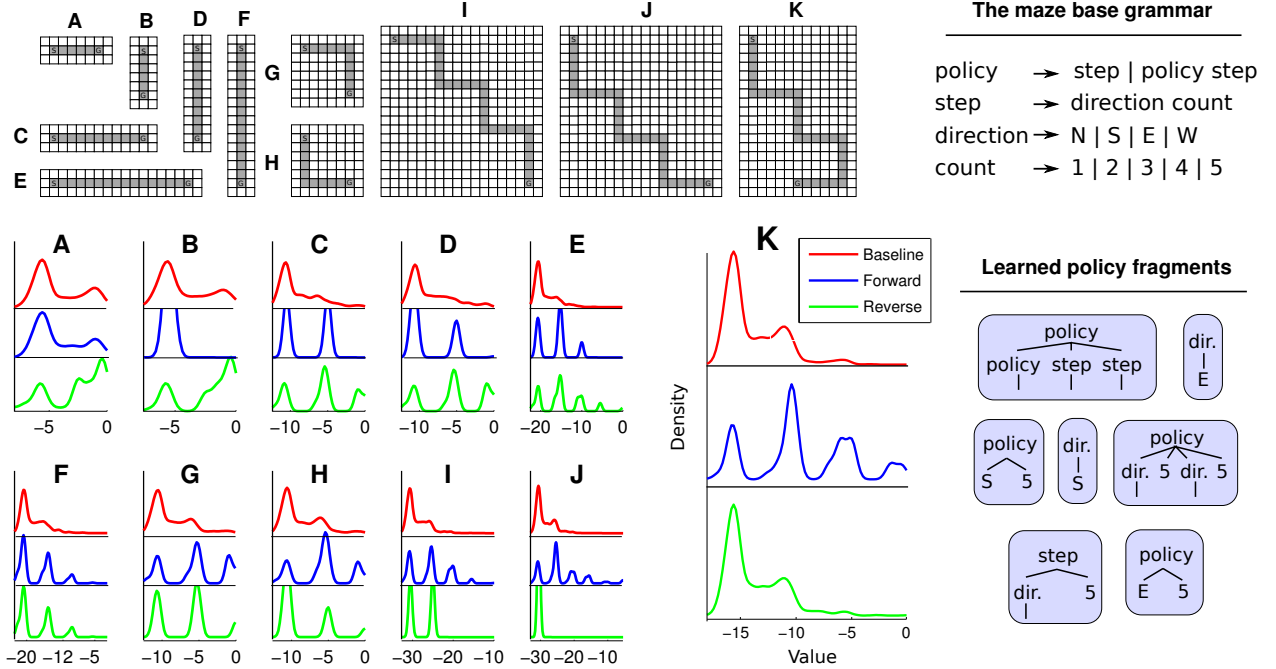 A B D F I J K
S G S G S G S G
C S G
E S G
G S G
H S G
S G
S G
S G
The maze base grammar
policy → step | policy step
step → direction count
direction → N | S | E | W
count → 1 | 2 | 3 | 4 | 5
A B C D E
−5 0 −5 0 −10 −5 0 −10 −5 0 −20 −10 0
F G H I J
−20 −12 −5 −10 −5 0 −10 −5 0 −30 −20 −10 −30 −20 −10
K
Baseline
Forward
Reverse
Density
−15 −10 −5 0
Value
Learned policy fragments
policy
policy step step
dir.
E
policy
S 5
dir.
S
policy
dir. 5 dir. 5
step
dir. 5
policy
E 5